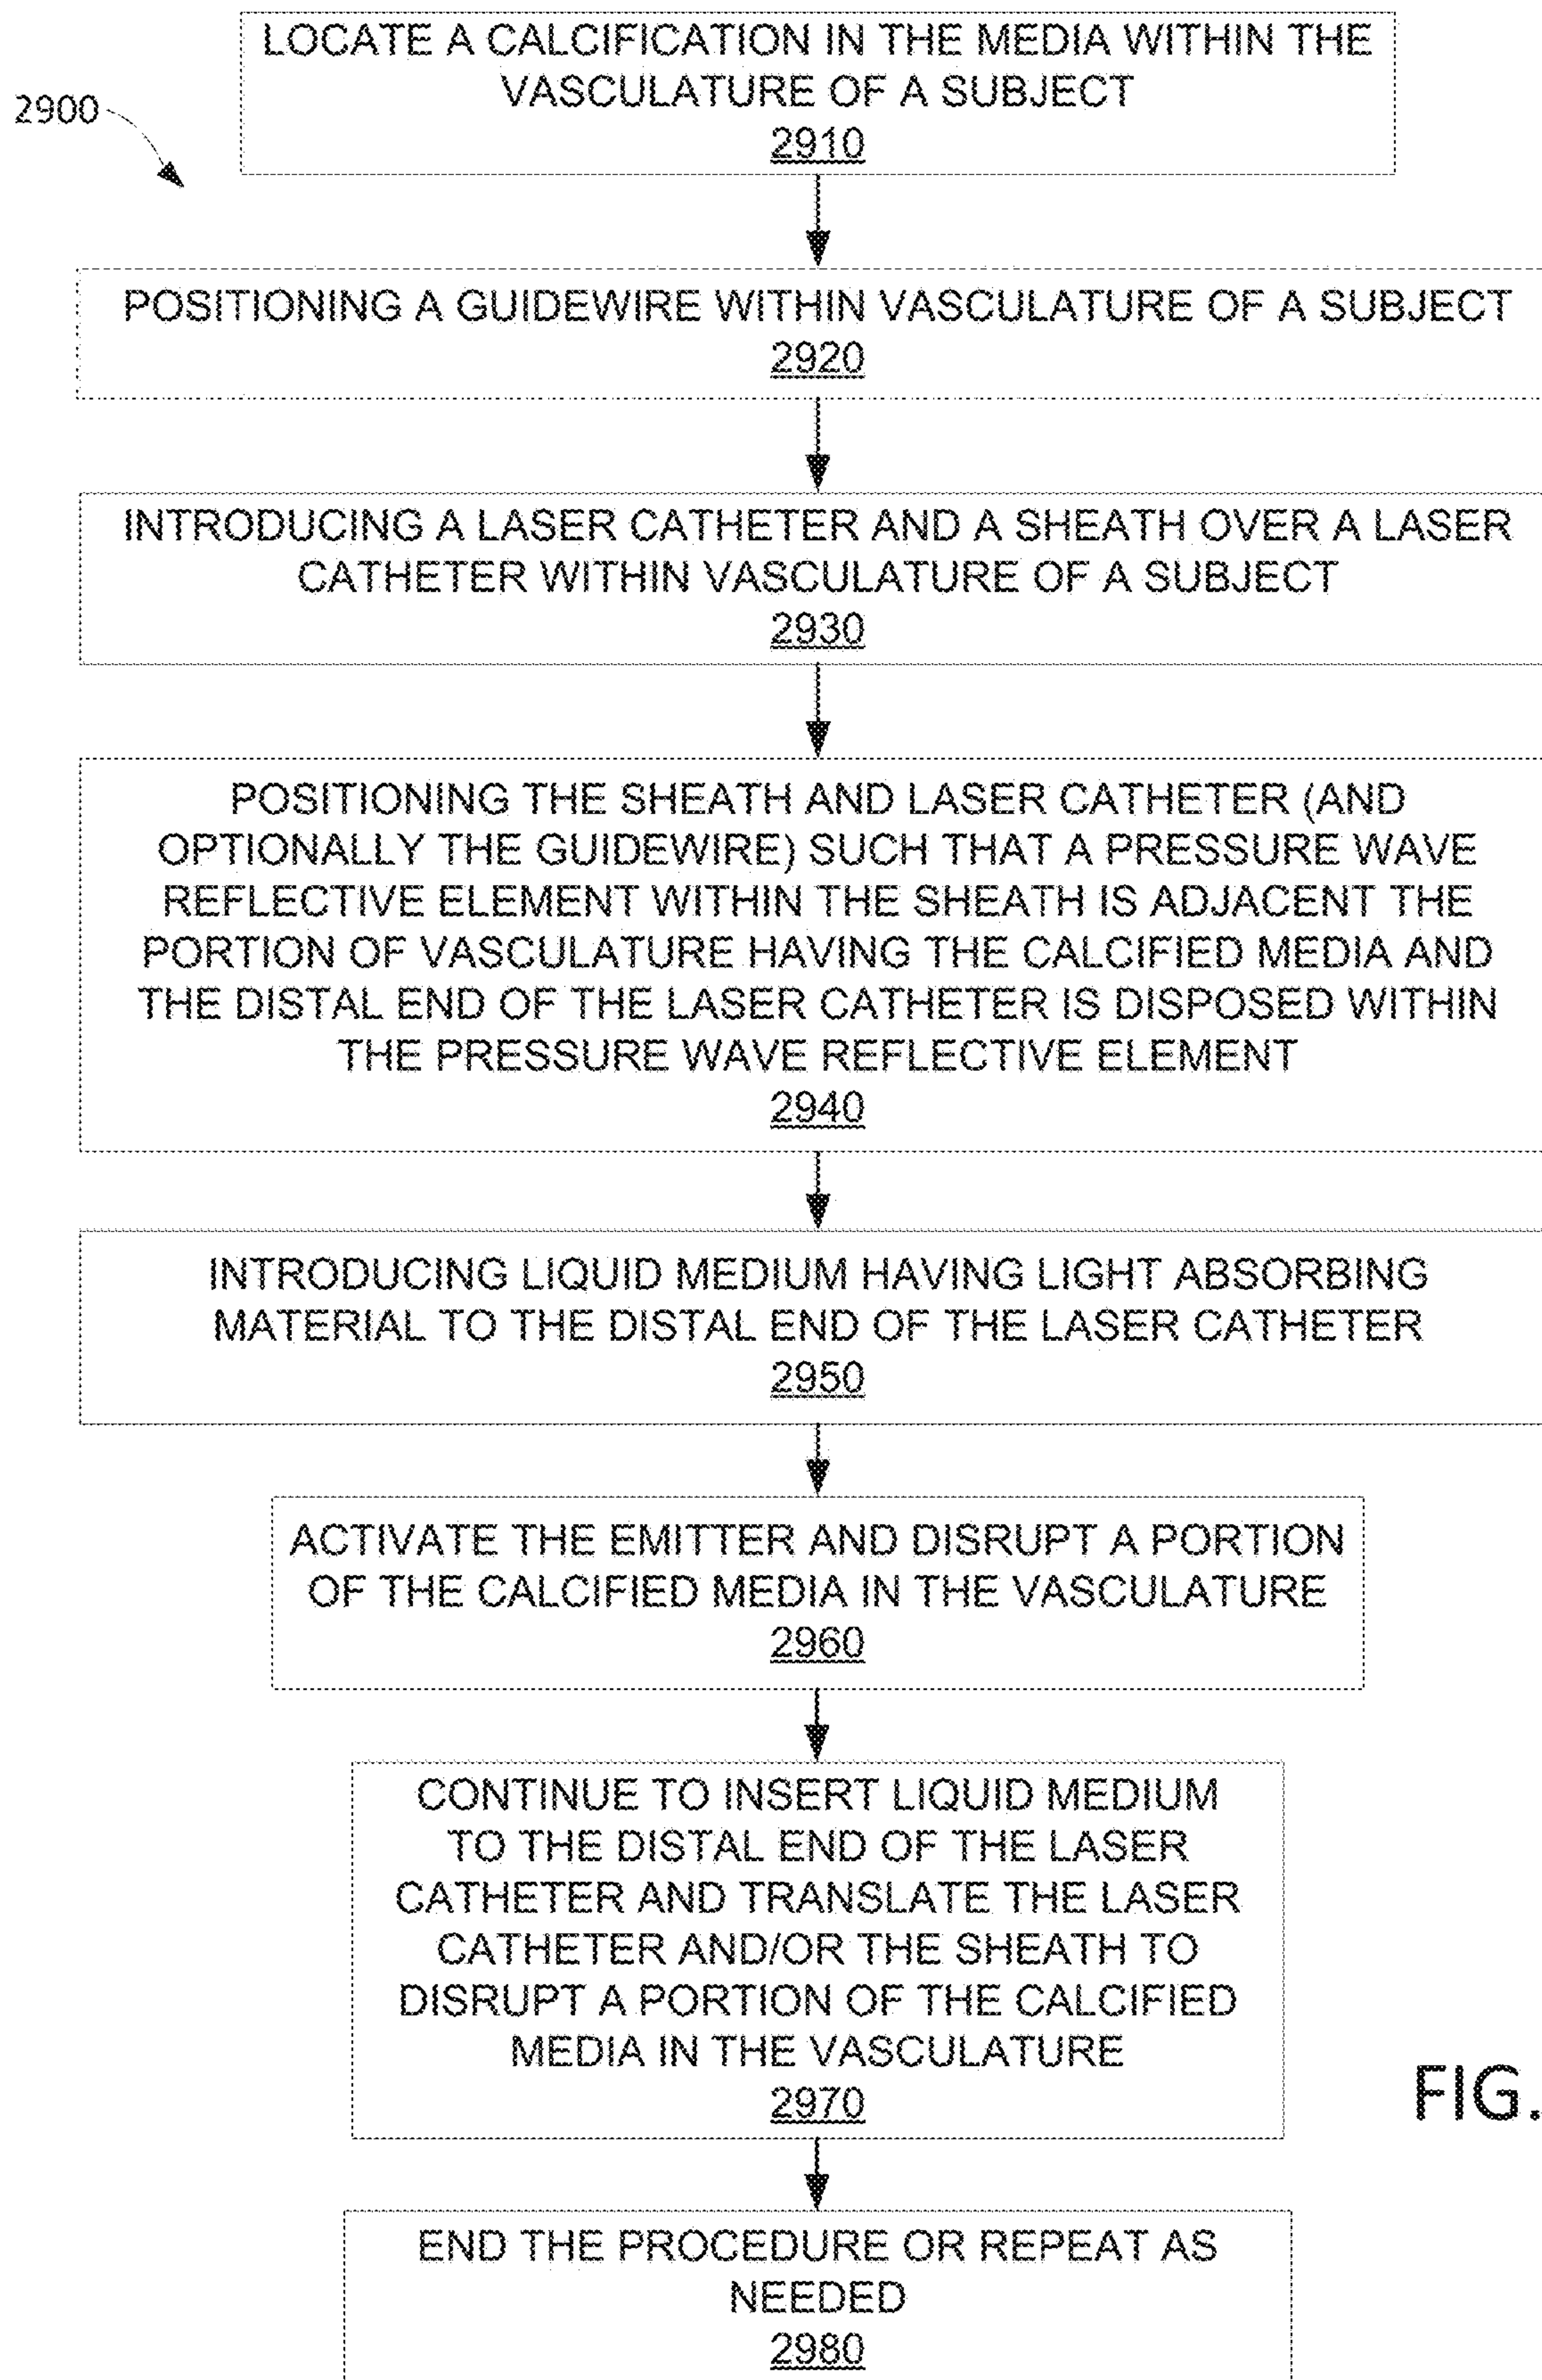 LOCATE A CALCIFICATION IN THE MEDIA WITHIN THE
VASCULATURE OF A SUBJECT
2910
2900
POSITIONING A GUIDEWIRE WITHIN VASCULATURE OF A SUBJECT
2920
INTRODUCING A LASER CATHETER AND A SHEATH OVER A LASER
CATHETER WITHIN VASCULATURE OF A SUBJECT
2930
POSITIONING THE SHEATH AND LASER CATHETER (AND
OPTIONALLY THE GUIDEWIRE) SUCH THAT A PRESSURE WAVE
REFLECTIVE ELEMENT WITHIN THE SHEATH IS ADJACENT THE
PORTION OF VASCULATURE HAVING THE CALCIFIED MEDIA AND
THE DISTAL END OF THE LASER CATHETER IS DISPOSED WITHIN
THE PRESSURE WAVE REFLECTIVE ELEMENT
2940
INTRODUCING LIQUID MEDIUM HAVING LIGHT ABSORBING
MATERIAL TO THE DISTAL END OF THE LASER CATHETER
2950
ACTIVATE THE EMITTER AND DISRUPT A PORTION
OF THE CALCIFIED MEDIA IN THE VASCULATURE
2960
CONTINUE TO INSERT LIQUID MEDIUM
TO THE DISTAL END OF THE LASER
CATHETER AND TRANSLATE THE LASER
CATHETER AND/OR THE SHEATH TO
DISRUPT A PORTION OF THE CALCIFIED
MEDIA IN THE VASCULATURE
2970
FIG.
END THE PROCEDURE OR REPEAT AS
NEEDED
2980